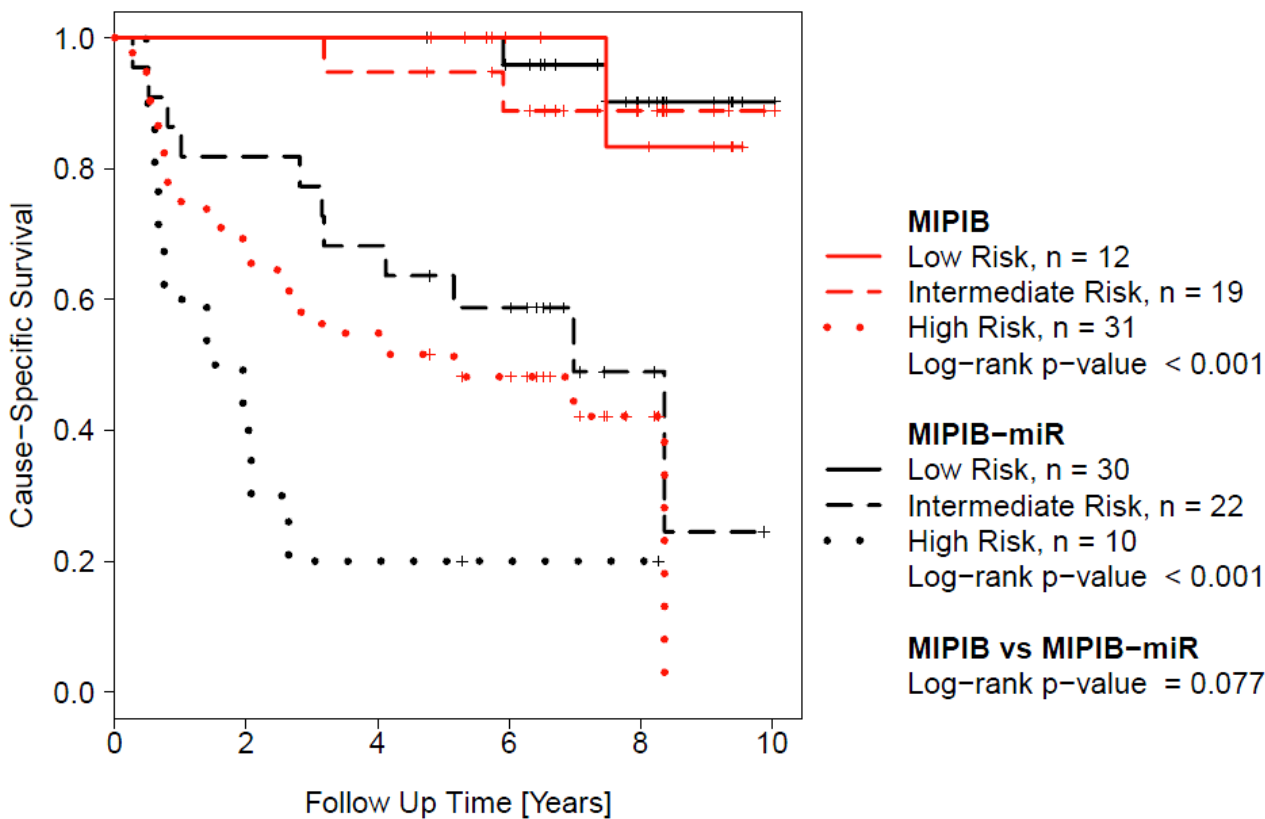 Cause−Specific Survival
1.0
0.8
0.6
0.4
0.2
0.0
0 2 4 6 8 10
Follow Up Time [Years]
MIPIB
Low Risk, n = 12
Intermediate Risk, n = 19
High Risk, n = 31
Log−rank p−value < 0.001
MIPIB−miR
Low Risk, n = 30
Intermediate Risk, n = 22
High Risk, n = 10
Log−rank p−value < 0.001
MIPIB vs MIPIB−miR
Log−rank p−value = 0.077